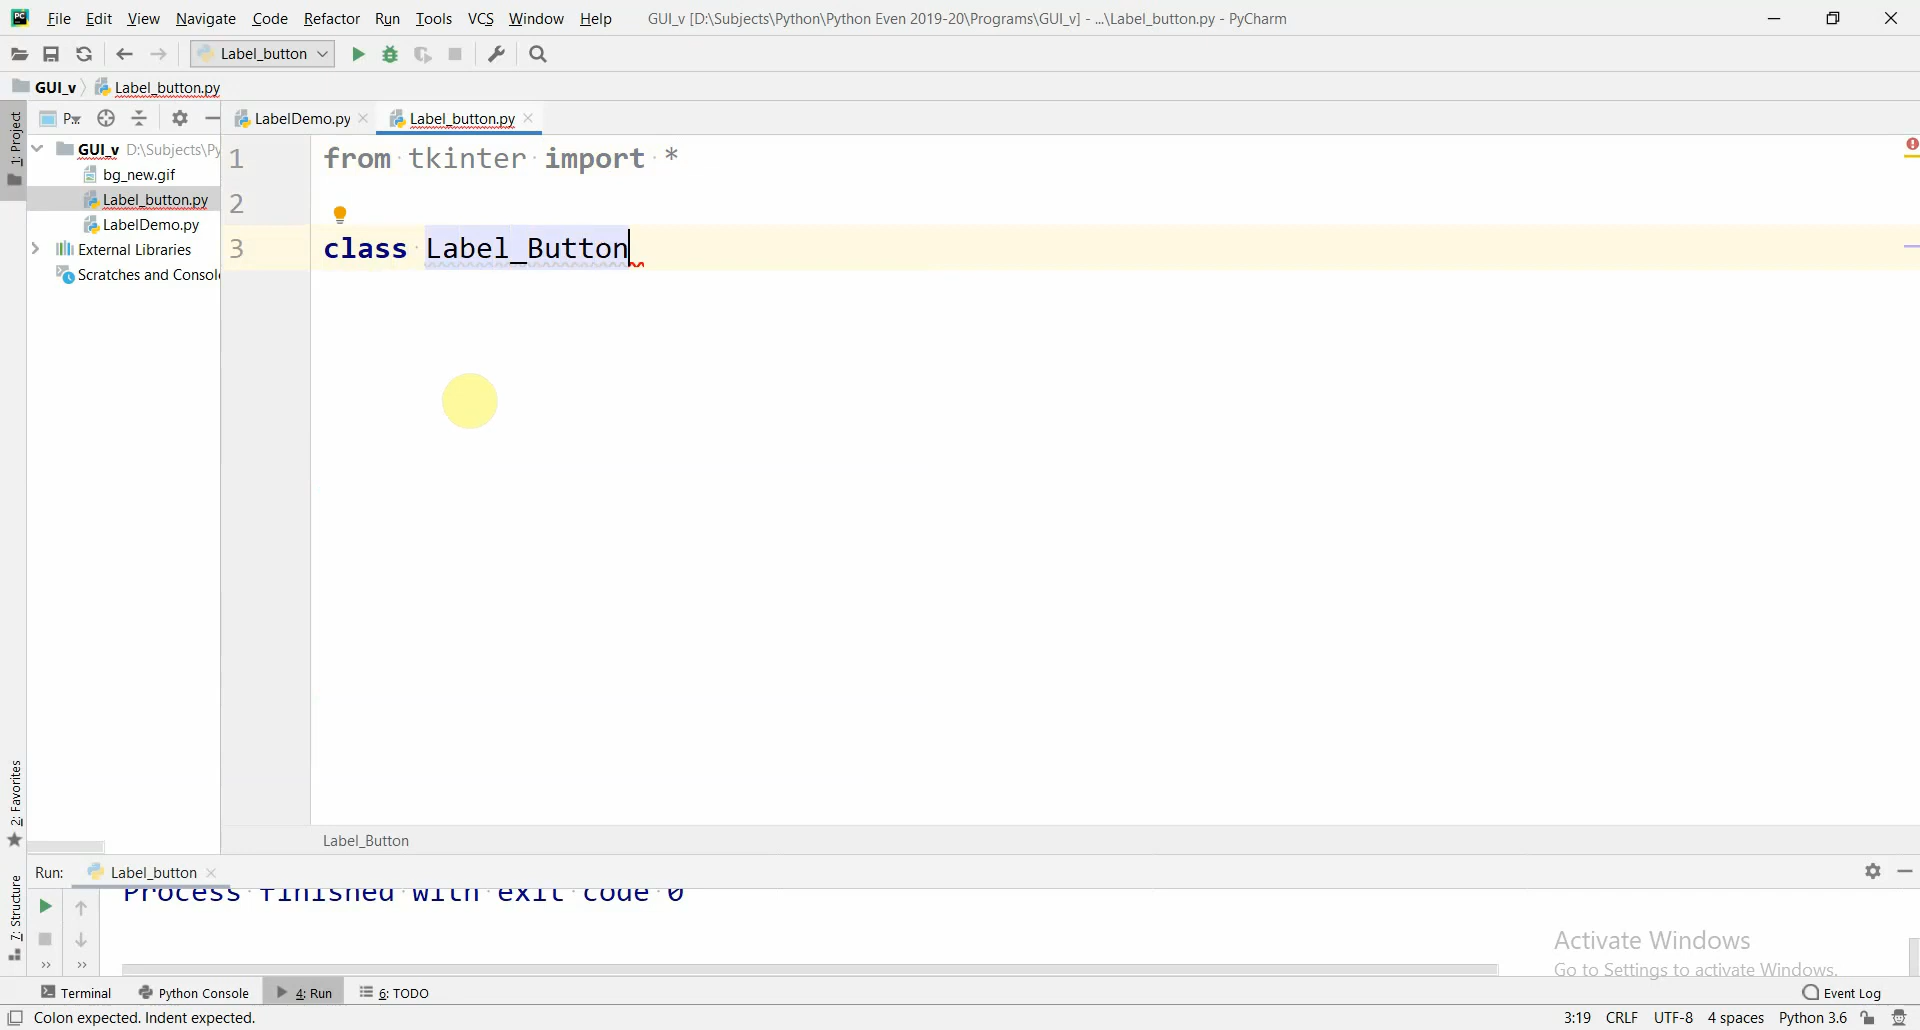 File Edit View Navigate Code Refactor Run Tools VCS Window Help GUI_v [D:\Subjects\Python\Python Even 2019-20\Programs\GUI_v] - ...\Label_button.py - PyCharm
Label_button
GUI_v Label_button.py
1: Project
P... LabelDemo.py Label_button.py
GUI_v D:\Subjects\Py
bg_new.gif
Label_button.py
LabelDemo.py
External Libraries
Scratches and Consol
1 from tkinter import *
2
3 class Label_Button
2: Favorites
Label_Button
Run: Label_button
7: Structure
Process finished with exit code 0
Activate Windows
Go to Settings to activate Windows.
Terminal Python Console 4: Run 6: TODO Event Log
Colon expected. Indent expected. 3:19 CRLF UTF-8 4 spaces Python 3.6